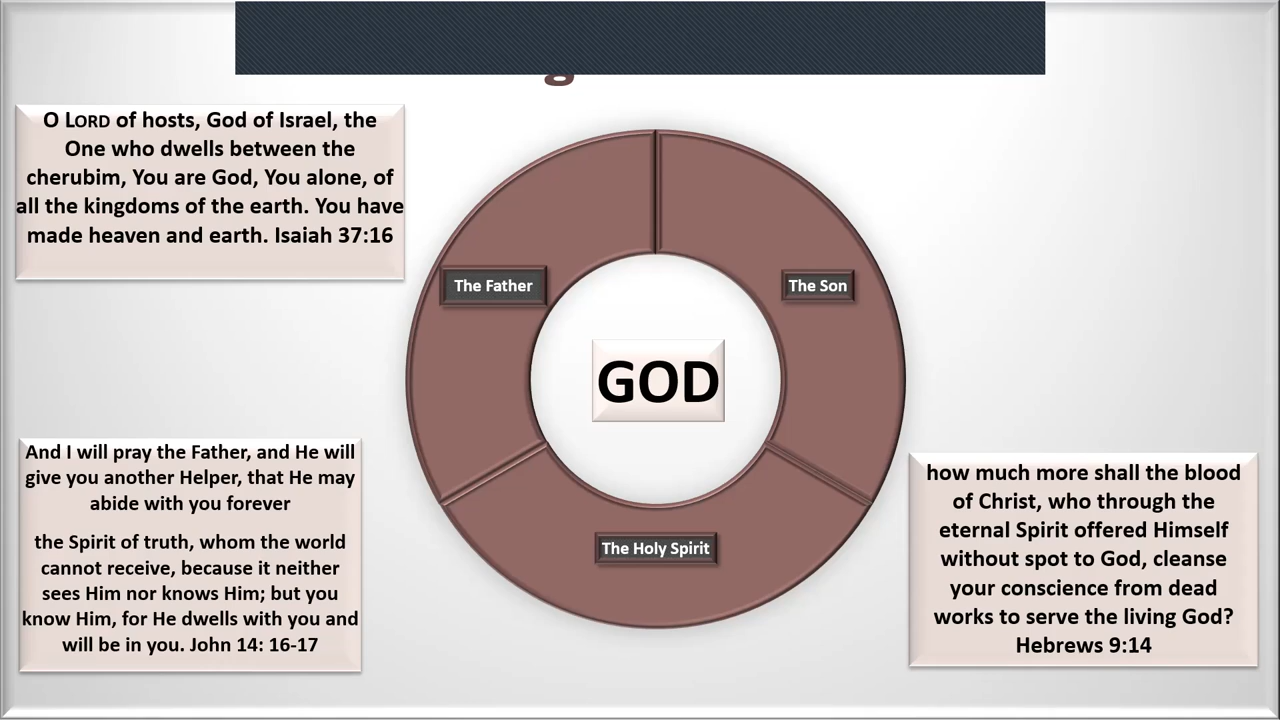 O LORD of hosts, God of Israel, the
One who dwells between the
cherubim, You are God, You alone, of
all the kingdoms of the earth. You have
made heaven and earth. Isaiah 37:16
The Father
The Son
GOD
The Holy Spirit
And I will pray the Father, and He will
give you another Helper, that He may
abide with you forever
the Spirit of truth, whom the world
cannot receive, because it neither
sees Him nor knows Him; but you
know Him, for He dwells with you and
will be in you. John 14: 16-17
how much more shall the blood
of Christ, who through the
eternal Spirit offered Himself
without spot to God, cleanse
your conscience from dead
works to serve the living God?
Hebrews 9:14